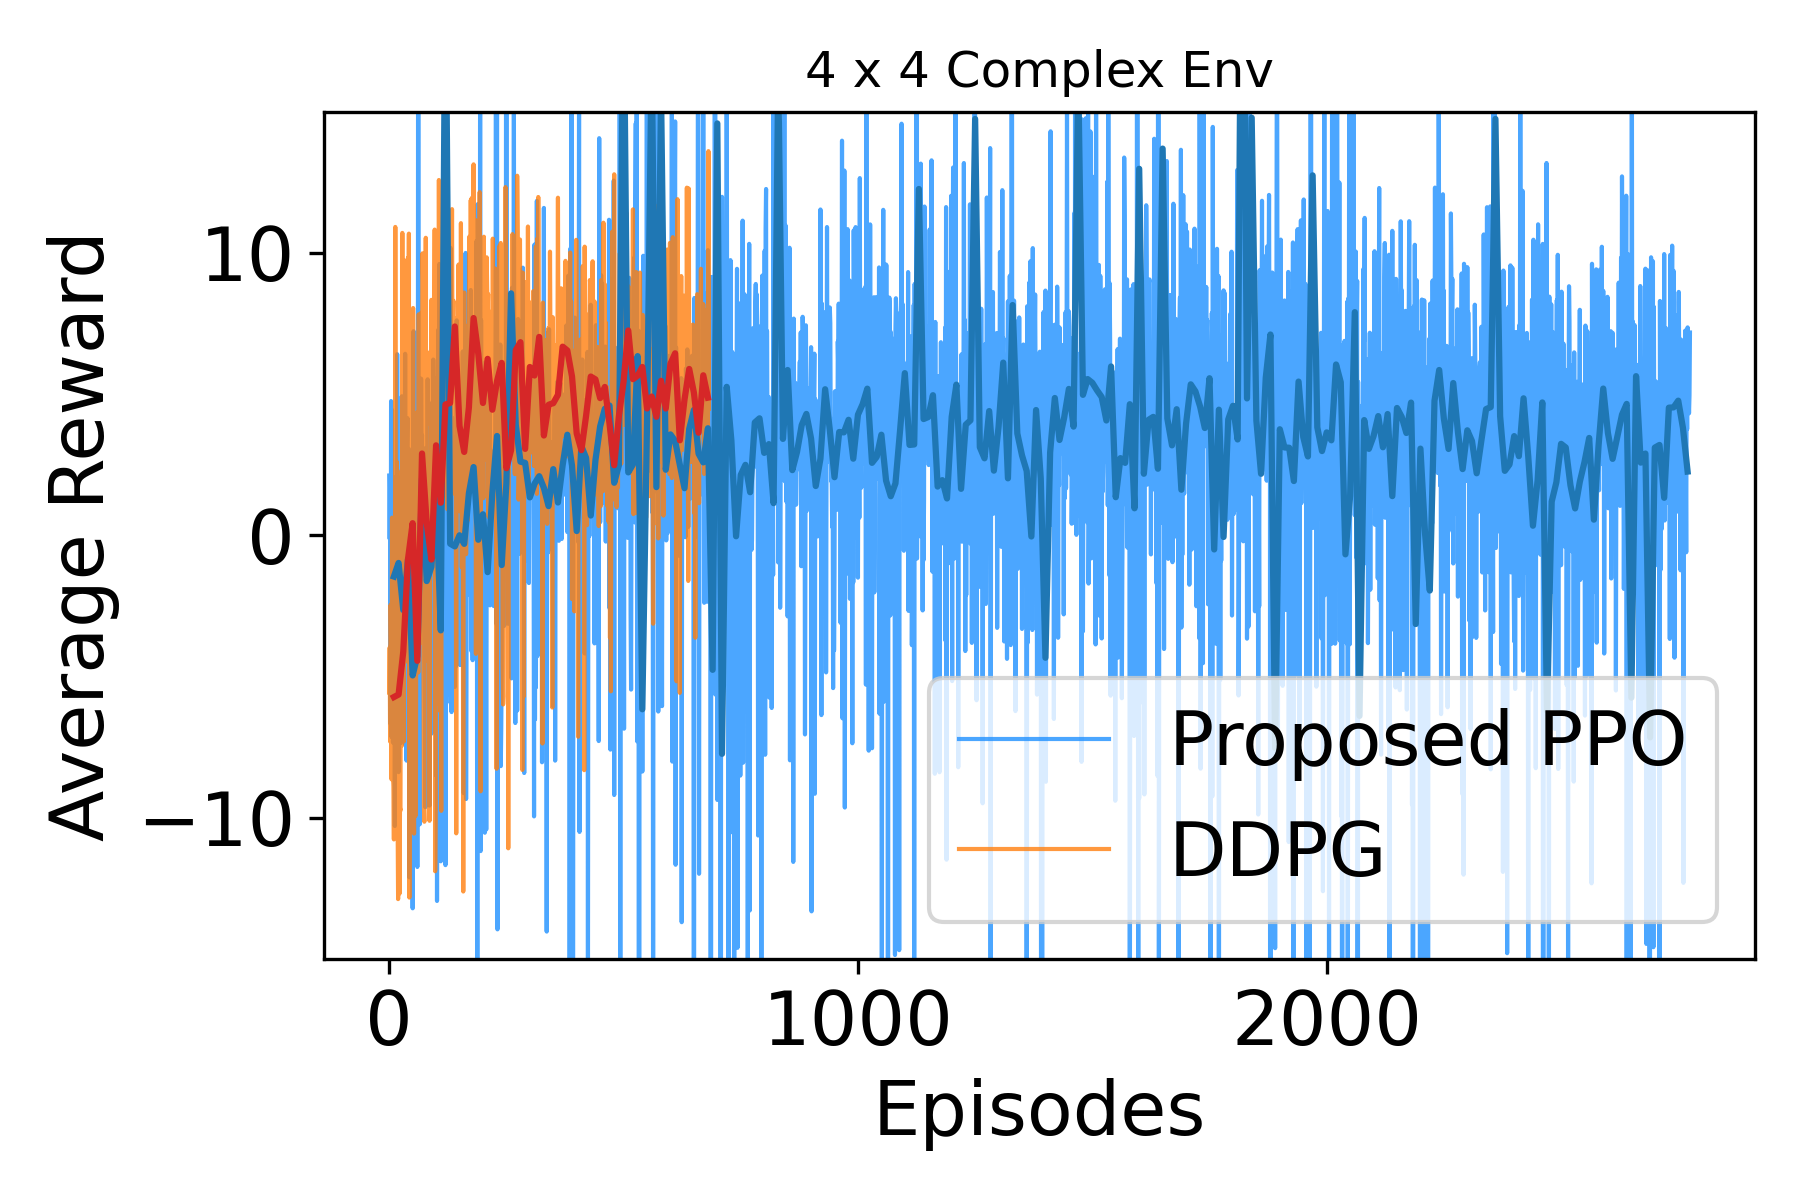 4 x 4 Complex Env
Average Reward
10
0
−10
Proposed PPO
DDPG
0
1000
2000
Episodes